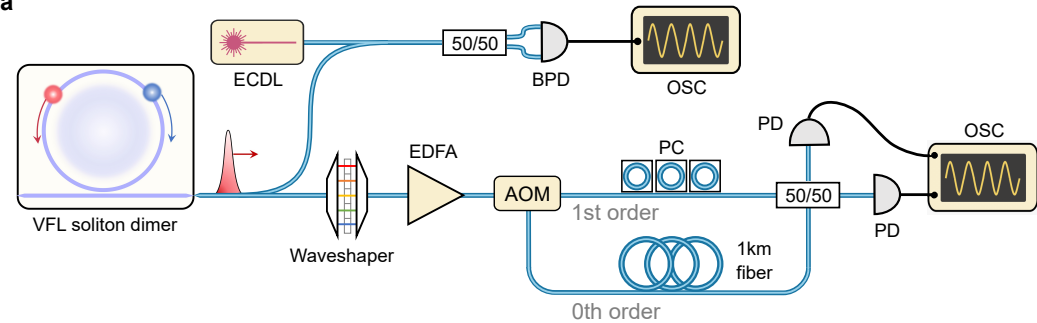 a
ECDL
50/50
BPD
OSC
VFL soliton dimer
Waveshaper
EDFA
AOM
PC
1st order
1km
fiber
0th order
50/50
PD
PD
OSC